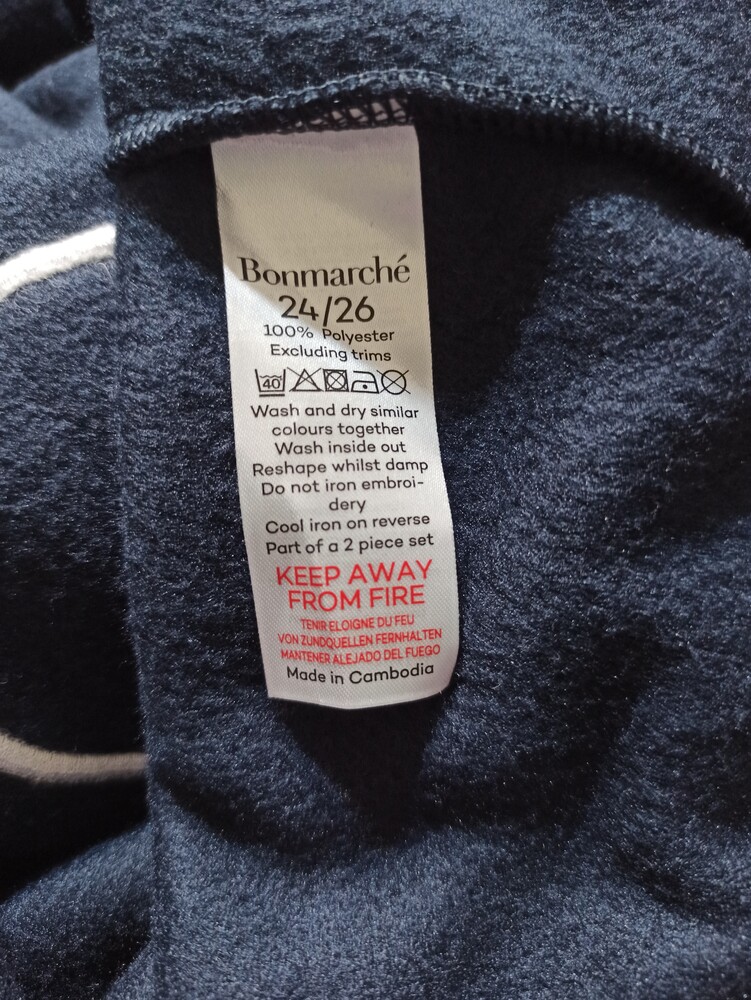 Bonmarché
24/26
100% Polyester
Excluding trims
40
Wash and dry similar
colours together
Wash inside out
Reshape whilst damp
Do not iron embroi-
dery
Cool iron on reverse
Part of a 2 piece set
KEEP AWAY
FROM FIRE
TENIR ELOIGNE DU FEU
VON ZUNDQUELLEN FERNHALTEN
MANTENER ALEJADO DEL FUEGO
Made in Cambodia